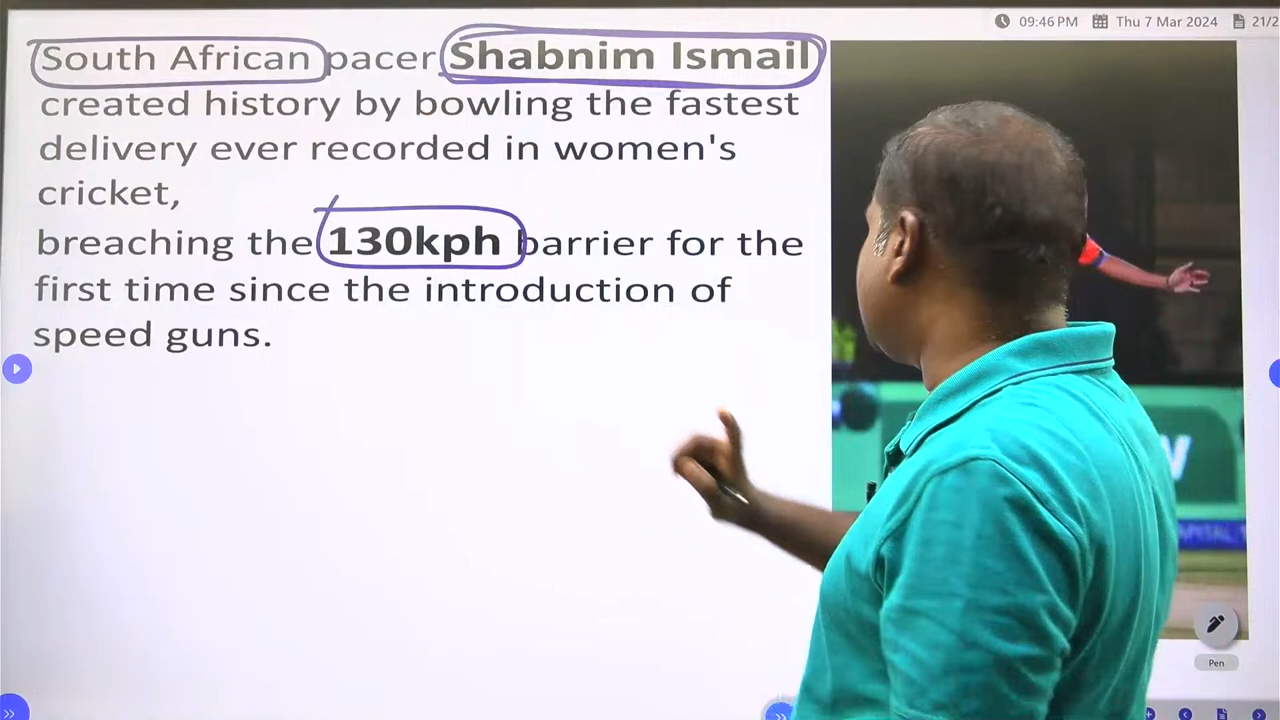 09:46 PM Thu 7 Mar 2024 21/2
South African pacer Shabnim Ismail
created history by bowling the fastest
delivery ever recorded in women's
cricket,
breaching the 130kph barrier for the
first time since the introduction of
speed guns.
Pen